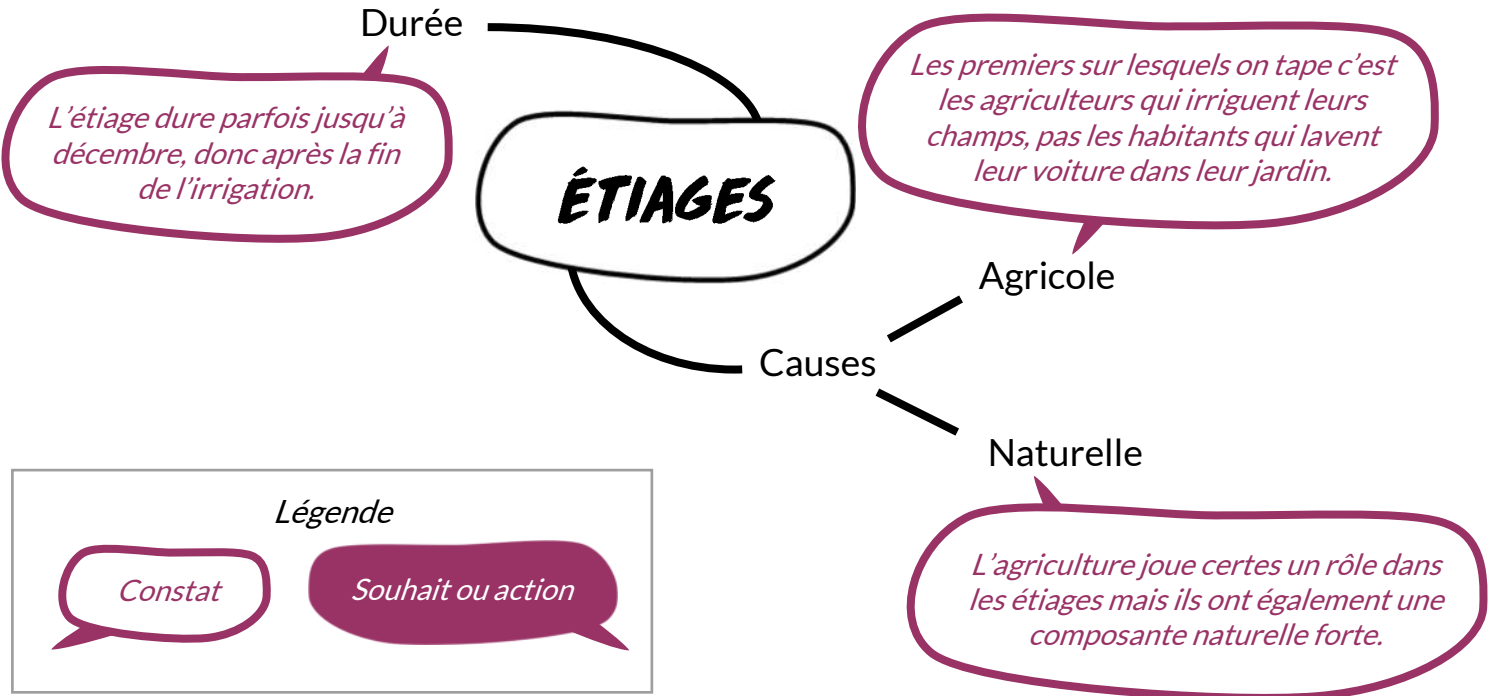 Durée
L'étiage dure parfois jusqu'à
décembre, donc après la fin
de l'irrigation.
ÉTIAGES
Les premiers sur lesquels on tape c'est
les agriculteurs qui irriguent leurs
champs, pas les habitants qui lavent
leur voiture dans leur jardin.
Agricole
Causes
Naturelle
L'agriculture joue certes un rôle dans
les étiages mais ils ont également une
composante naturelle forte.
Légende
Constat
Souhait ou action